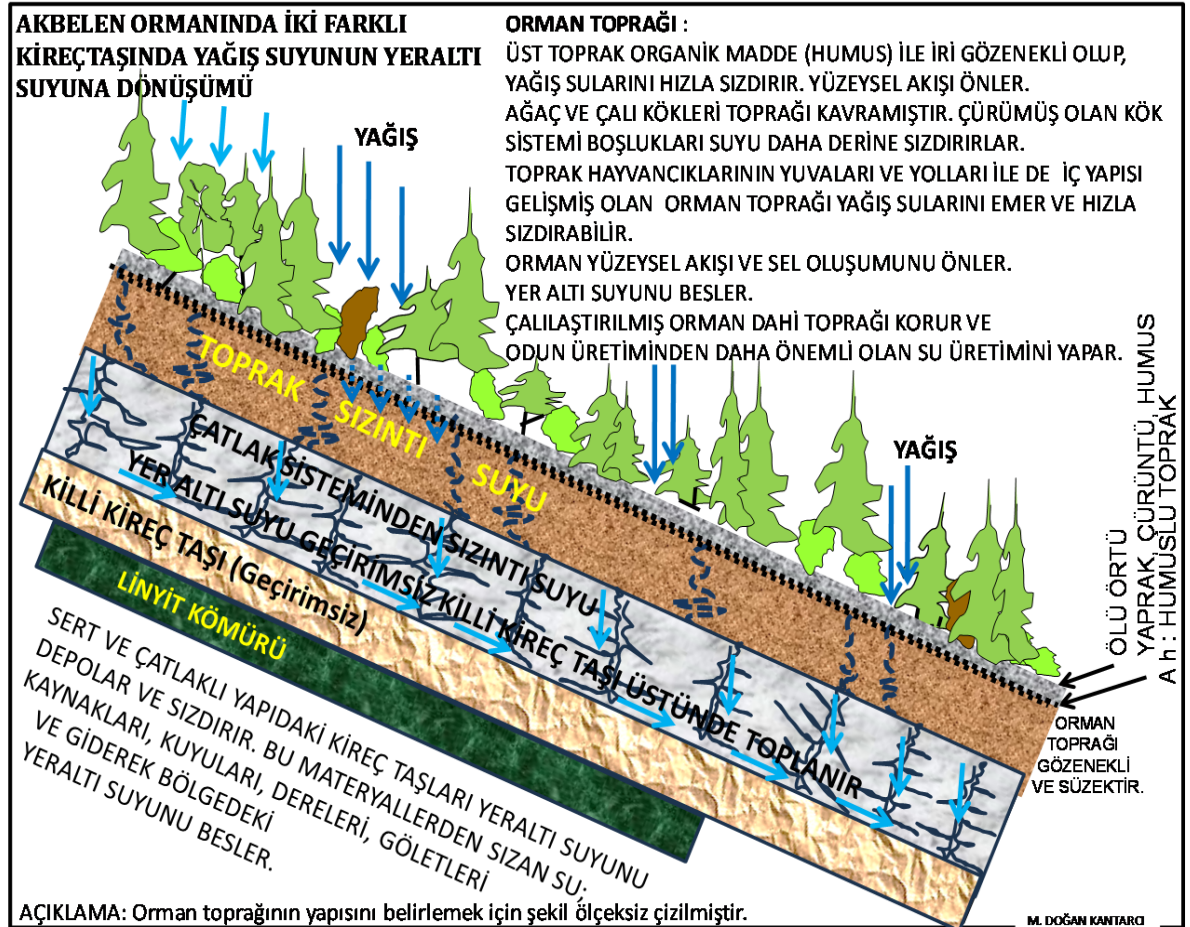 AKBELEN ORMANINDA İKİ FARKLI
KİREÇTAŞINDA YAĞIŞ SUYUNUN YERALTI
SUYUNA DÖNÜŞÜMÜ
ORMAN TOPRAĞI :
ÜST TOPRAK ORGANİK MADDE (HUMUS) İLE İRİ GÖZENEKLİ OLUP,
YAĞIŞ SULARINI HIZLA SIZDIRIR. YÜZEYSEL AKIŞI ÖNLER.
AĞAÇ VE ÇALI KÖKLERİ TOPRAĞI KAVRAMIŞTIR. ÇÜRÜMÜŞ OLAN KÖK
SİSTEMİ BOŞLUKLARI SUYU DAHA DERİNE SIZDIRIRLAR.
TOPRAK HAYVANCIKLARININ YUVALARI VE YOLLARI İLE DE İÇ YAPISI
GELİŞMİŞ OLAN ORMAN TOPRAĞI YAĞIŞ SULARINI EMER VE HIZLA
SIZDIRABİLİR.
ORMAN YÜZEYSEL AKIŞI VE SEL OLUŞUMUNU ÖNLER.
YER ALTI SUYUNU BESLER.
ÇALILAŞTIRILMIŞ ORMAN DAHİ TOPRAĞI KORUR VE
ODUN ÜRETİMİNDEN DAHA ÖNEMLİ OLAN SU ÜRETİMİNİ YAPAR.
YAĞIŞ
YAĞIŞ
TOPRAK SIZINTI SUYU
ÇATLAK SİSTEMİNDEN SIZINTI SUYU
YER ALTI SUYU GEÇİRİMSİZ KİLLİ KİREÇ TAŞI ÜSTÜNDE TOPLANIR
KİLLİ KİREÇ TAŞI (Geçirimsiz)
LİNYİT KÖMÜRÜ
SERT VE ÇATLAKLI YAPIDAKİ KİREÇ TAŞLARI YERALTI SUYUNU
DEPOLAR VE SIZDIRIR. BU MATERYALLERDEN SIZAN SU;
KAYNAKLARI, KUYULARI, DERELERİ, GÖLETLERİ
VE GİDEREK BÖLGEDEKİ
YERALTI SUYUNU BESLER.
ÖLÜ ÖRTÜ
YAPRAK, ÇÜRÜNTÜ, HUMUS
A h : HUMUSLU TOPRAK
ORMAN
TOPRAĞI
GÖZENEKLİ
VE SÜZEKTİR.
AÇIKLAMA: Orman toprağının yapısını belirlemek için şekil ölçeksiz çizilmiştir.
M. DOĞAN KANTARCI